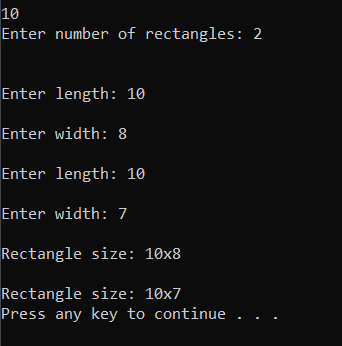 10
Enter number of rectangles: 2
Enter length: 10
Enter width: 8
Enter length: 10
Enter width: 7
Rectangle size: 10x8
Rectangle size: 10x7
Press any key to continue . . .